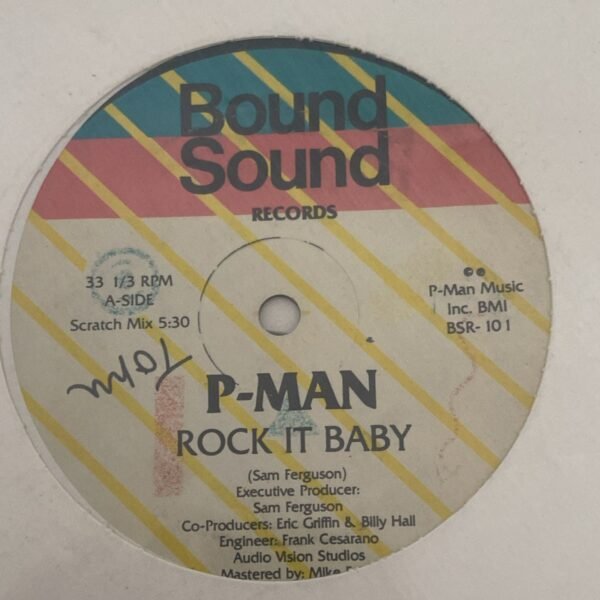 Bound
Sound
RECORDS
33 1/3 RPM
A-SIDE
Scratch Mix 5:30
P-Man Music
Inc. BMI
BSR- 101
P-MAN
ROCK IT BABY
(Sam Ferguson)
Executive Producer:
Sam Ferguson
Co-Producers: Eric Griffin & Billy Hall
Engineer: Frank Cesarano
Audio Vision Studios
Mastered by: Mike